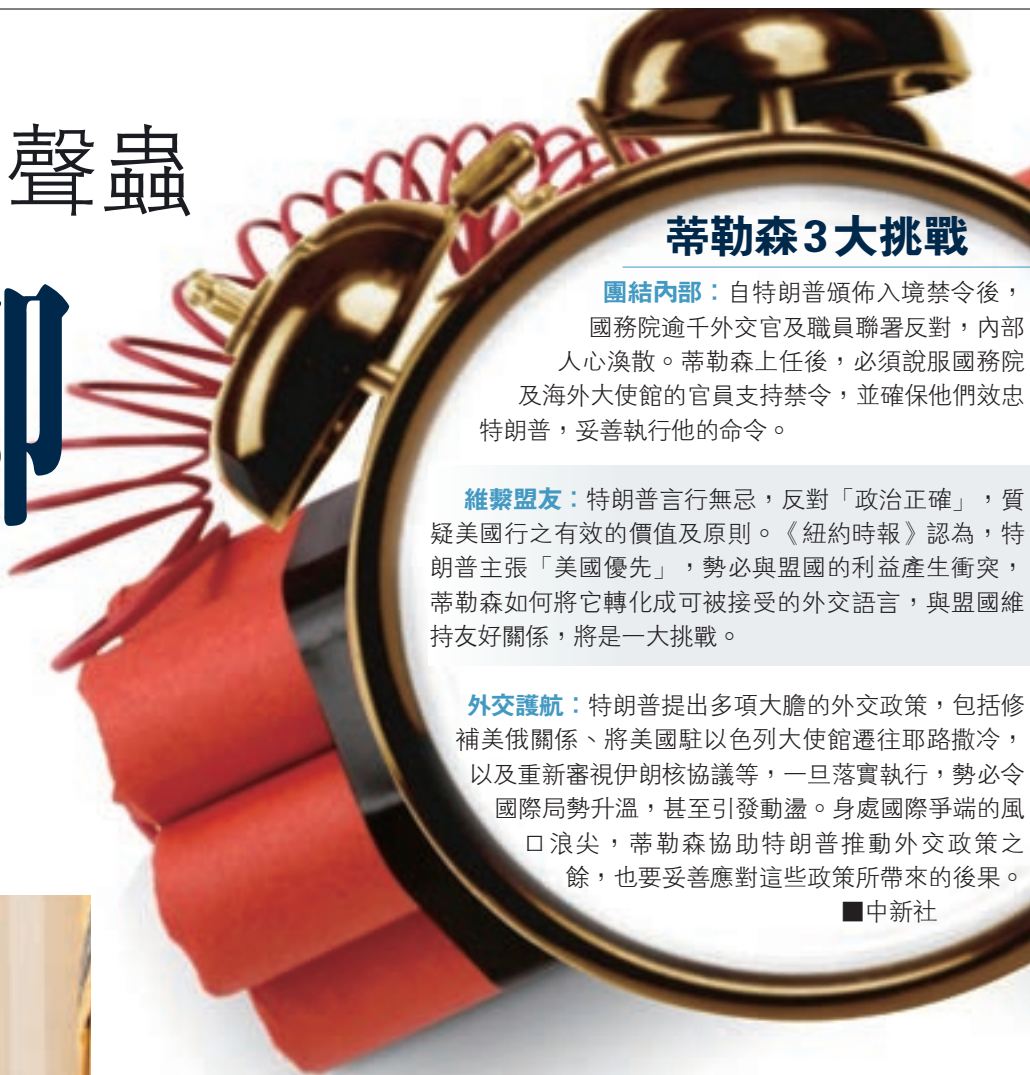 聲蟲
蒂勒森3大挑戰
團結內部：自特朗普頒佈入境禁令後，
國務院逾千外交官及職員聯署反對，內部
人心渙散。蒂勒森上任後，必須說服國務院
及海外大使館的官員支持禁令，並確保他們效忠
特朗普，妥善執行他的命令。
維繫盟友：特朗普言行無忌，反對「政治正確」，質
疑美國行之有效的價值及原則。《紐約時報》認為，特
朗普主張「美國優先」，勢必與盟國的利益產生衝突，
蒂勒森如何將它轉化成可被接受的外交語言，與盟國維
持友好關係，將是一大挑戰。
外交護航：特朗普提出多項大膽的外交政策，包括修
補美俄關係、將美國駐以色列大使館遷往耶路撒冷，
以及重新審視伊朗核協議等，一旦落實執行，勢必令
國際局勢升溫，甚至引發動盪。身處國際爭端的風
口浪尖，蒂勒森協助特朗普推動外交政策之
餘，也要妥善應對這些政策所帶來的後果。
■中新社